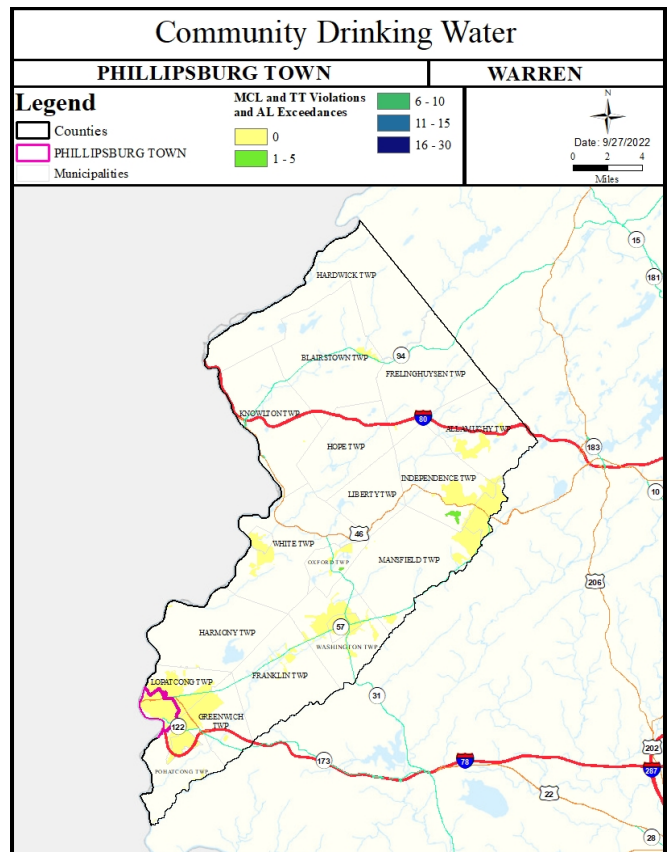 Community Drinking Water
PHILLIPSBURG TOWN
WARREN
Legend
Counties
PHILLIPSBURG TOWN
Municipalities
MCL and TT Violations
and AL Exceedances
0
1 - 5
6 - 10
11 - 15
16 - 30
N
Date: 9/27/2022
0 2 4
Miles
HARDWICK TWP
15
181
BLAIRSTOWN TWP
94
FRELINGHUYSEN TWP
KNOWLTON TWP
80
ALLAMUCHY TWP
HOPE TWP
183
INDEPENDENCE TWP
10
LIBERTY TWP
46
WHITE TWP
OXFORD TWP
MANSFIELD TWP
206
HARMONY TWP
57
WASHINGTON TWP
FRANKLIN TWP
LOPATCONG TWP
31
GREENWICH
TWP
122
202
173
78
287
POHATCONG TWP
22
28